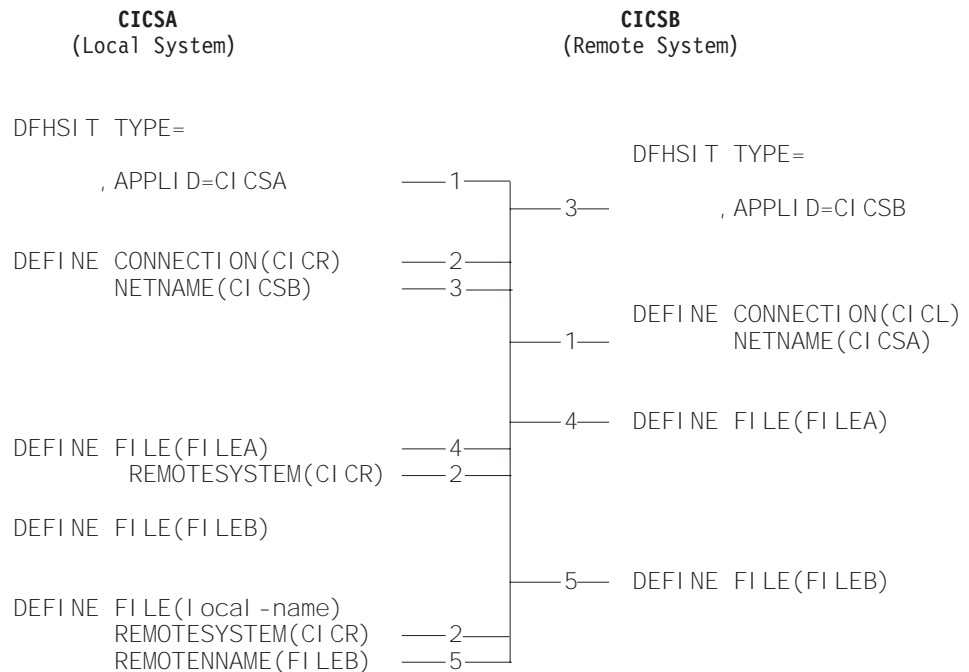 CICSA
(Local System)
DFHSIT TYPE=
,APPLID=CICSA
1
DEFINE CONNECTION(CICR)
2
NETNAME(CICSB)
3
DEFINE FILE(FILEA)
4
REMOTESYSTEM(CICR)
2
DEFINE FILE(FILEB)
DEFINE FILE(local-name)
REMOTESYSTEM(CICR)
2
REMOTENNAME(FILEB)
5
CICSB
(Remote System)
DFHSIT TYPE=
3
,APPLID=CICSB
DEFINE CONNECTION(CICL)
1
NETNAME(CICSA)
4
DEFINE FILE(FILEA)
5
DEFINE FILE(FILEB)